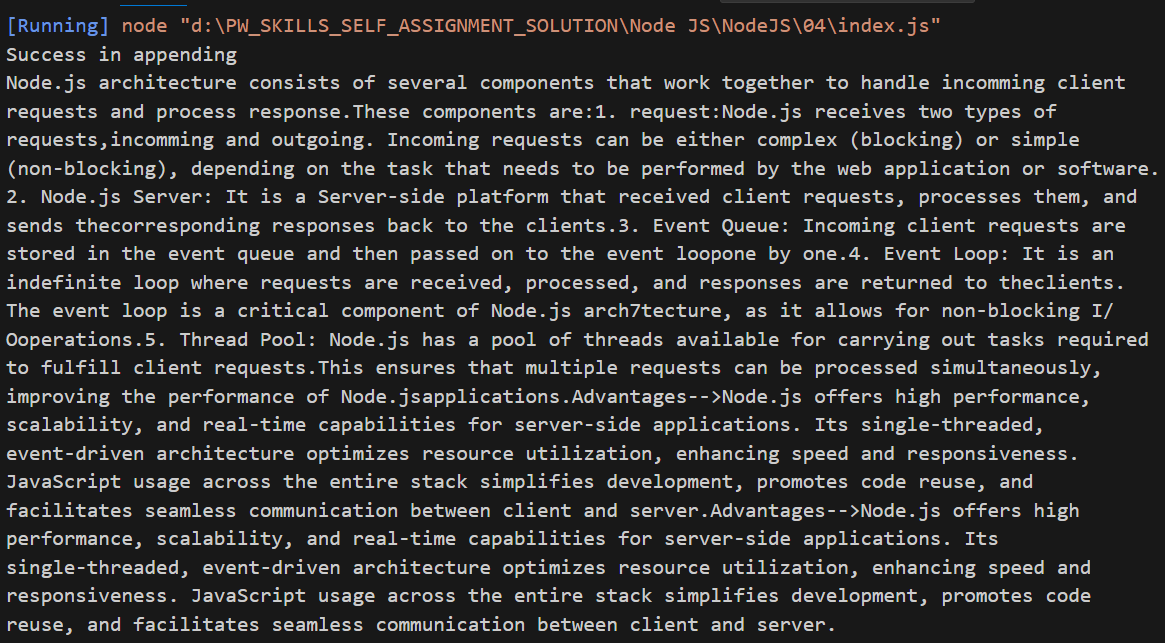 [Running] node "d:\PW_SKILLS_SELF_ASSIGNMENT_SOLUTION\Node JS\NodeJS\04\index.js"
Success in appending
Node.js architecture consists of several components that work together to handle incomming client
requests and process response.These components are:1. request:Node.js receives two types of
requests,incomming and outgoing. Incoming requests can be either complex (blocking) or simple
(non-blocking), depending on the task that needs to be performed by the web application or software.
2. Node.js Server: It is a Server-side platform that received client requests, processes them, and
sends thecorresponding responses back to the clients.3. Event Queue: Incoming client requests are
stored in the event queue and then passed on to the event loopone by one.4. Event Loop: It is an
indefinite loop where requests are received, processed, and responses are returned to theclients.
The event loop is a critical component of Node.js arch7tecture, as it allows for non-blocking I/
Ooperations.5. Thread Pool: Node.js has a pool of threads available for carrying out tasks required
to fulfill client requests.This ensures that multiple requests can be processed simultaneously,
improving the performance of Node.jsapplications.Advantages-->Node.js offers high performance,
scalability, and real-time capabilities for server-side applications. Its single-threaded,
event-driven architecture optimizes resource utilization, enhancing speed and responsiveness.
JavaScript usage across the entire stack simplifies development, promotes code reuse, and
facilitates seamless communication between client and server.Advantages-->Node.js offers high
performance, scalability, and real-time capabilities for server-side applications. Its
single-threaded, event-driven architecture optimizes resource utilization, enhancing speed and
responsiveness. JavaScript usage across the entire stack simplifies development, promotes code
reuse, and facilitates seamless communication between client and server.